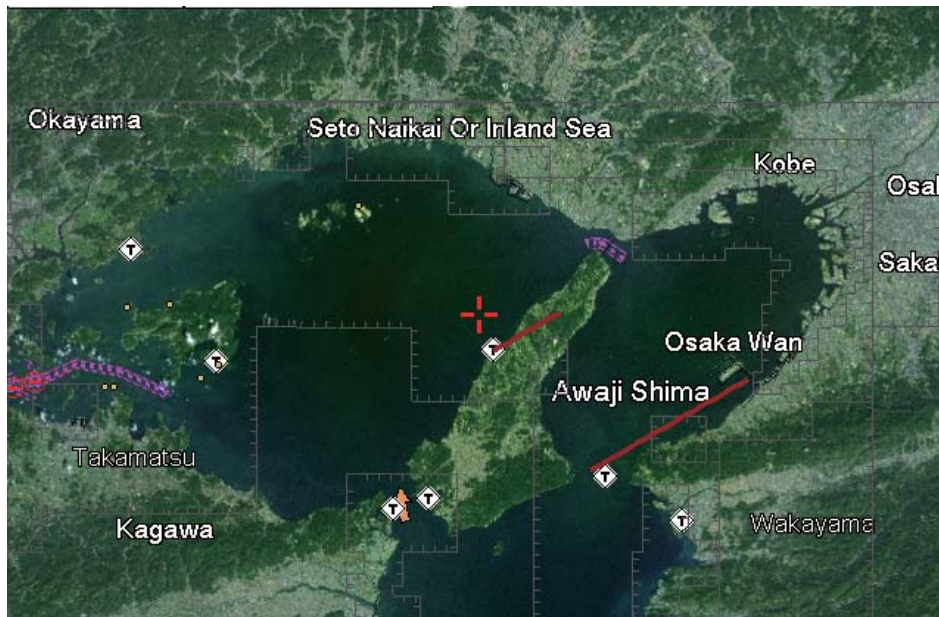 Okayama
Seto Naikai Or Inland Sea
Kobe
Osal
T
Saka
T
T
Osaka Wan
Awaji Shima
Takamatsu
T
T
T
T
Kagawa
Wakayama